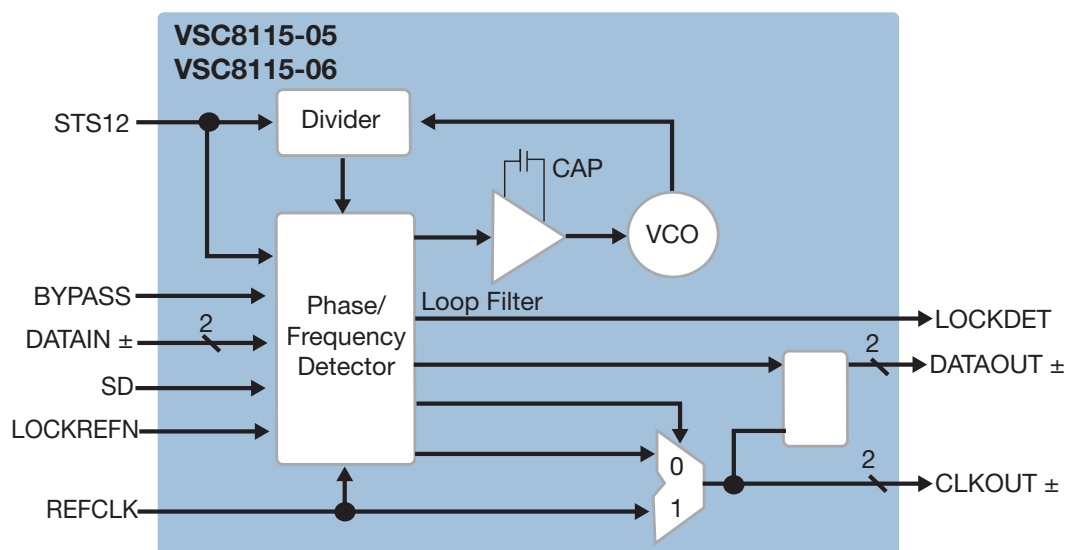 VSC8115-05
VSC8115-06
STS12
Divider
CAP
VCO
BYPASS
Loop Filter
Phase/
Frequency
Detector
LOCKDET
DATAIN ±
2
2
DATAOUT ±
SD
LOCKREFN
0
2
CLKOUT ±
1
REFCLK